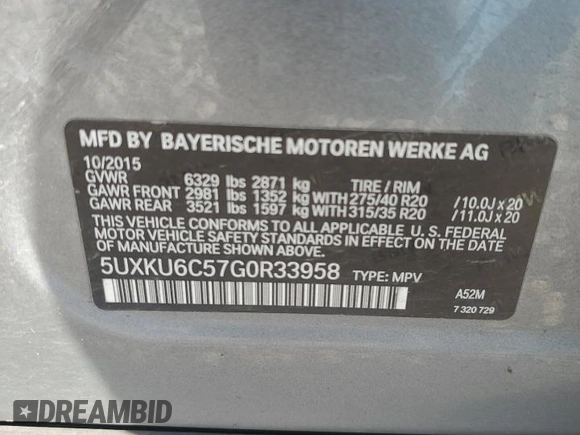 MFD BY BAYERISCHE MOTOREN WERKE AG
10/2015
GVWR 6329 lbs 2871 kg TIRE / RIM
GAWR FRONT 2981 lbs 1352 kg WITH 275/40 R20 /10.0J x 20
GAWR REAR 3521 lbs 1597 kg WITH 315/35 R20 /11.0J x 20
THIS VEHICLE CONFORMS TO ALL APPLICABLE U. S. FEDERAL
MOTOR VEHICLE SAFETY STANDARDS IN EFFECT ON THE DATE
OF MANUFACTURE SHOWN ABOVE.
5UXKU6C57G0R33958 TYPE: MPV
A52M
7 320 729
DREAMBID